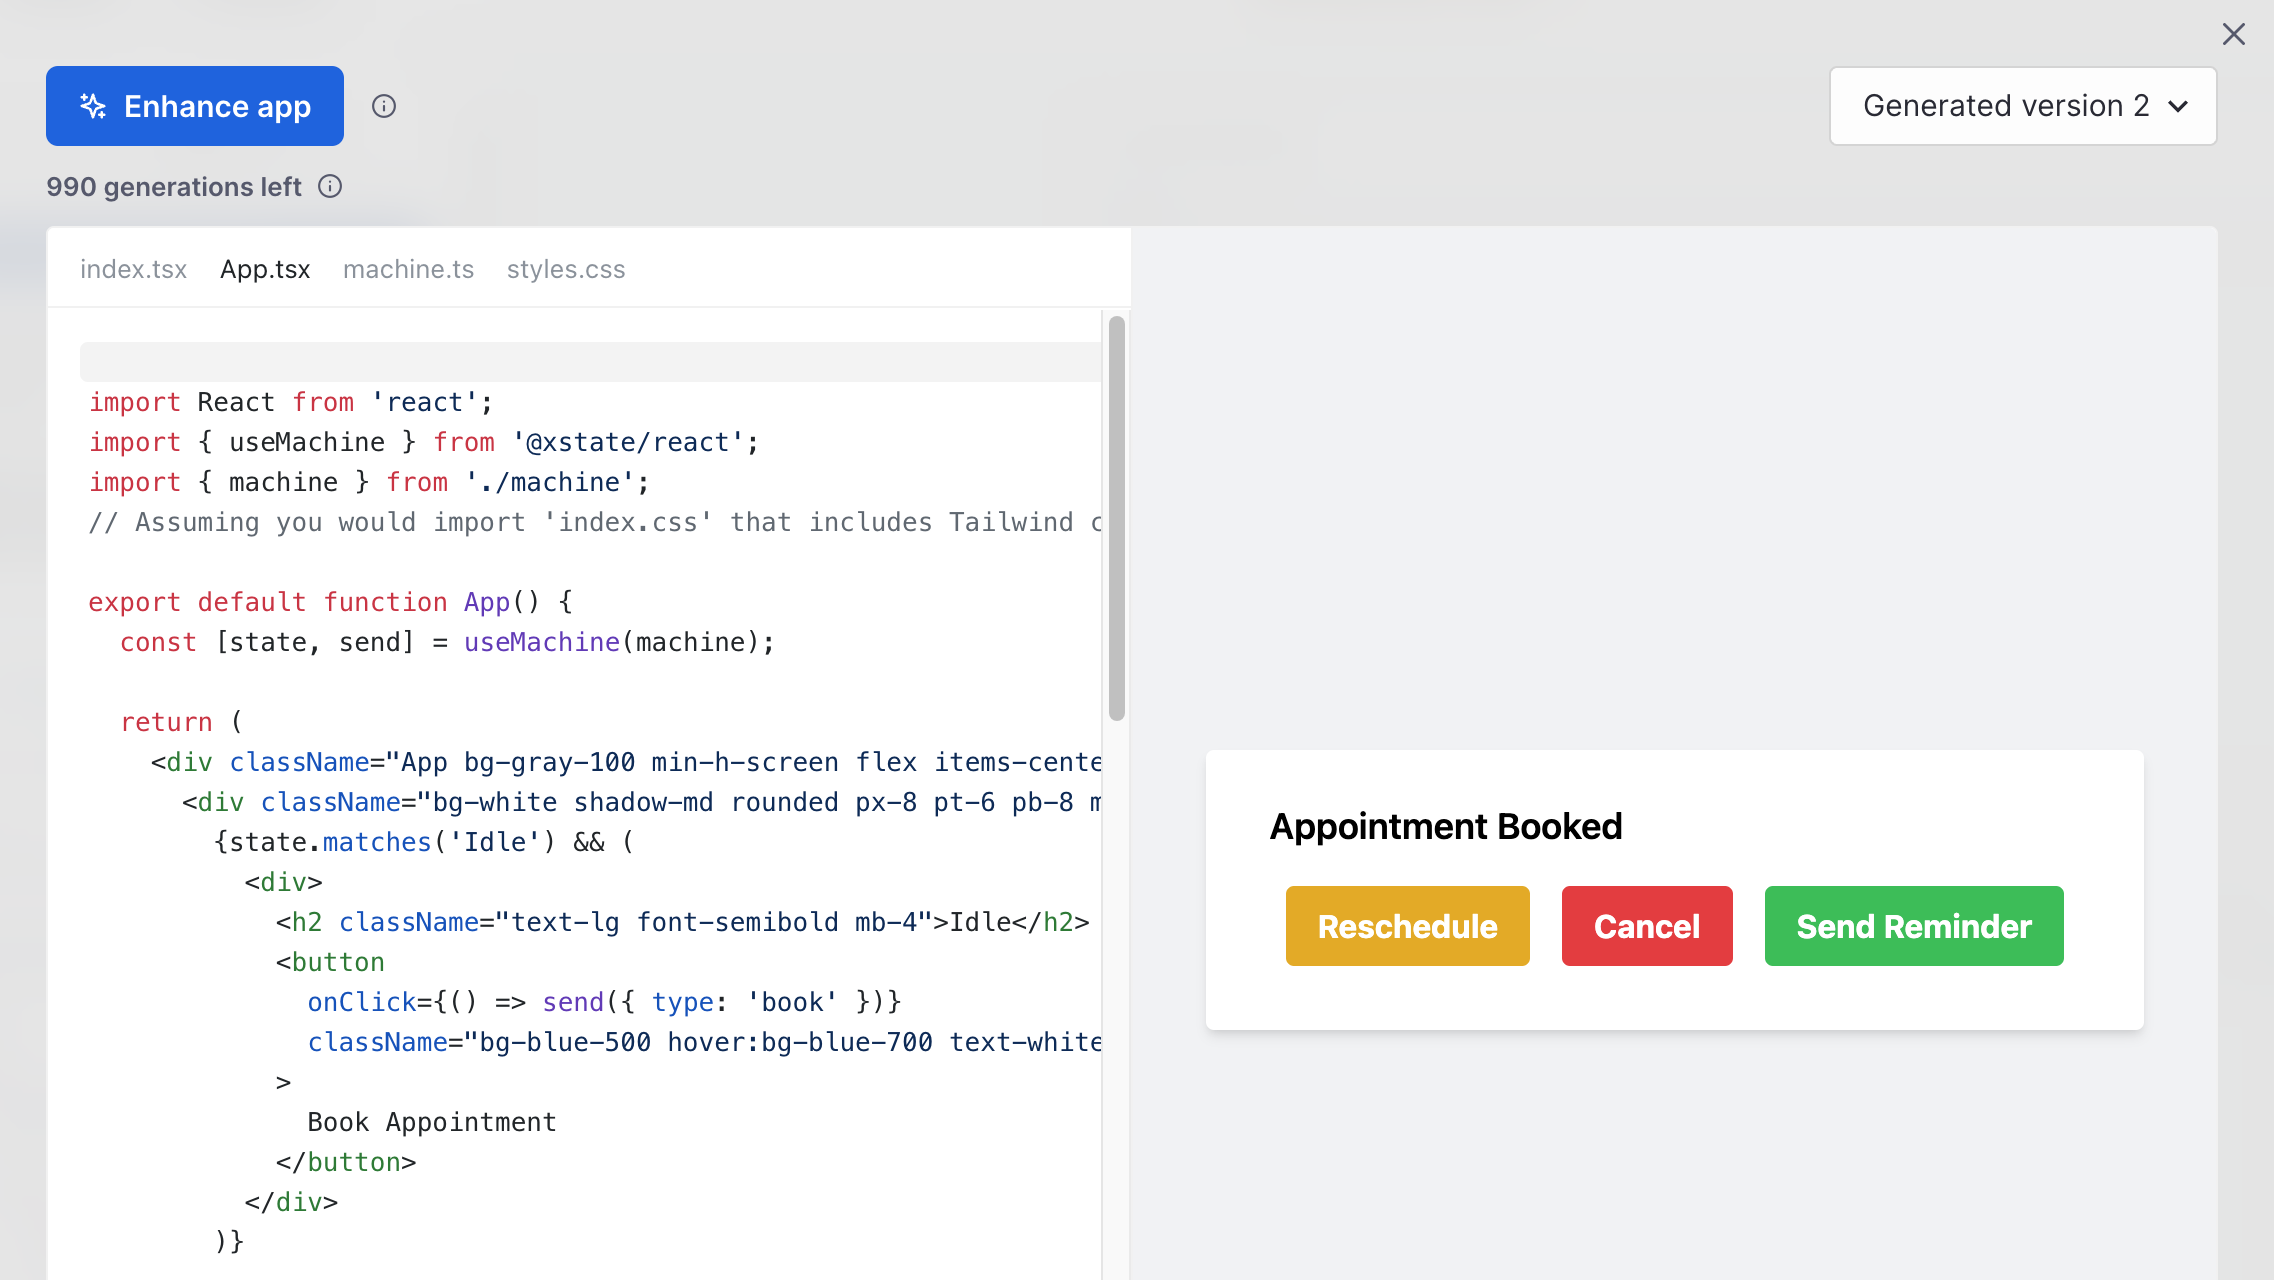 Enhance app
Generated version 2
990 generations left
index.tsx App.tsx machine.ts styles.css
import React from 'react';
import { useMachine } from '@xstate/react';
import { machine } from './machine';
// Assuming you would import 'index.css' that includes Tailwind
export default function App() {
  const [state, send] = useMachine(machine);
  return (
    <div className="App bg-gray-100 min-h-screen flex items-cente
      <div className="bg-white shadow-md rounded px-8 pt-6 pb-8 m
        {state.matches('Idle') && (
          <div>
            <h2 className="text-lg font-semibold mb-4">Idle</h2>
            <button
              onClick={() => send({ type: 'book' })}
              className="bg-blue-500 hover:bg-blue-700 text-white
            >
              Book Appointment
            </button>
          </div>
        )}
Appointment Booked
Reschedule Cancel Send Reminder